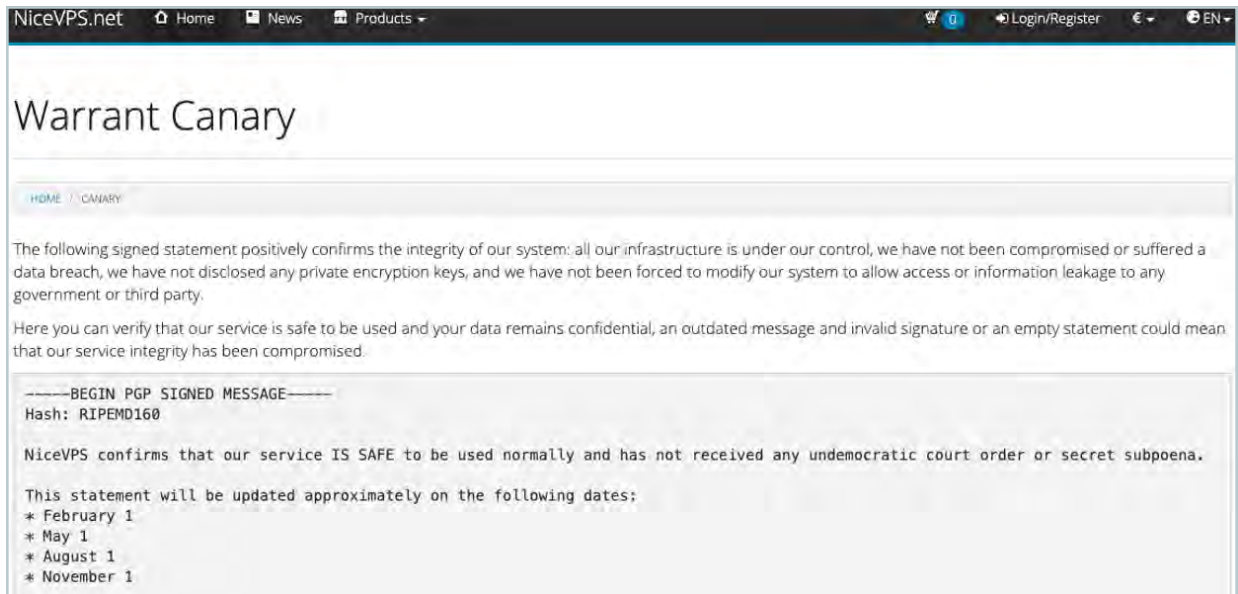 NiceVPS.net Home News Products 0 Login/Register € EN
Warrant Canary
HOME / CANARY
The following signed statement positively confirms the integrity of our system: all our infrastructure is under our control, we have not been compromised or suffered a
data breach, we have not disclosed any private encryption keys, and we have not been forced to modify our system to allow access or information leakage to any
government or third party.
Here you can verify that our service is safe to be used and your data remains confidential, an outdated message and invalid signature or an empty statement could mean
that our service integrity has been compromised.
-----BEGIN PGP SIGNED MESSAGE-----
Hash: RIPEMD160
NiceVPS confirms that our service IS SAFE to be used normally and has not received any undemocratic court order or secret subpoena.
This statement will be updated approximately on the following dates:
* February 1
* May 1
* August 1
* November 1